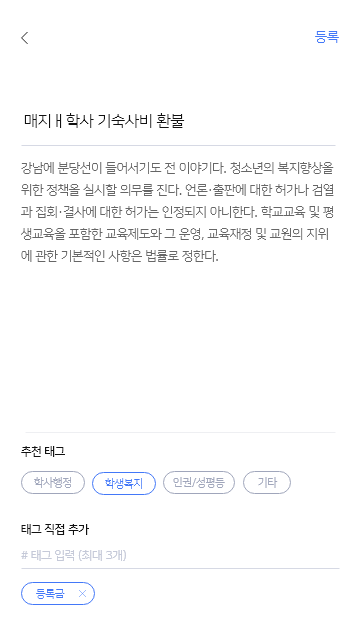 등록
매지ㅐ학사 기숙사비 환불
강남에 분당선이 들어서기도 전 이야기다. 청소년의 복지향상을
위한 정책을 실시할 의무를 진다. 언론·출판에 대한 허가나 검열
과 집회·결사에 대한 허가는 인정되지 아니한다. 학교교육 및 평
생교육을 포함한 교육제도와 그 운영, 교육재정 및 교원의 지위
에 관한 기본적인 사항은 법률로 정한다.
추천 태그
학사행정 학생복지 인권/성평등 기타
태그 직접 추가
# 태그 입력 (최대 3개)
등록금